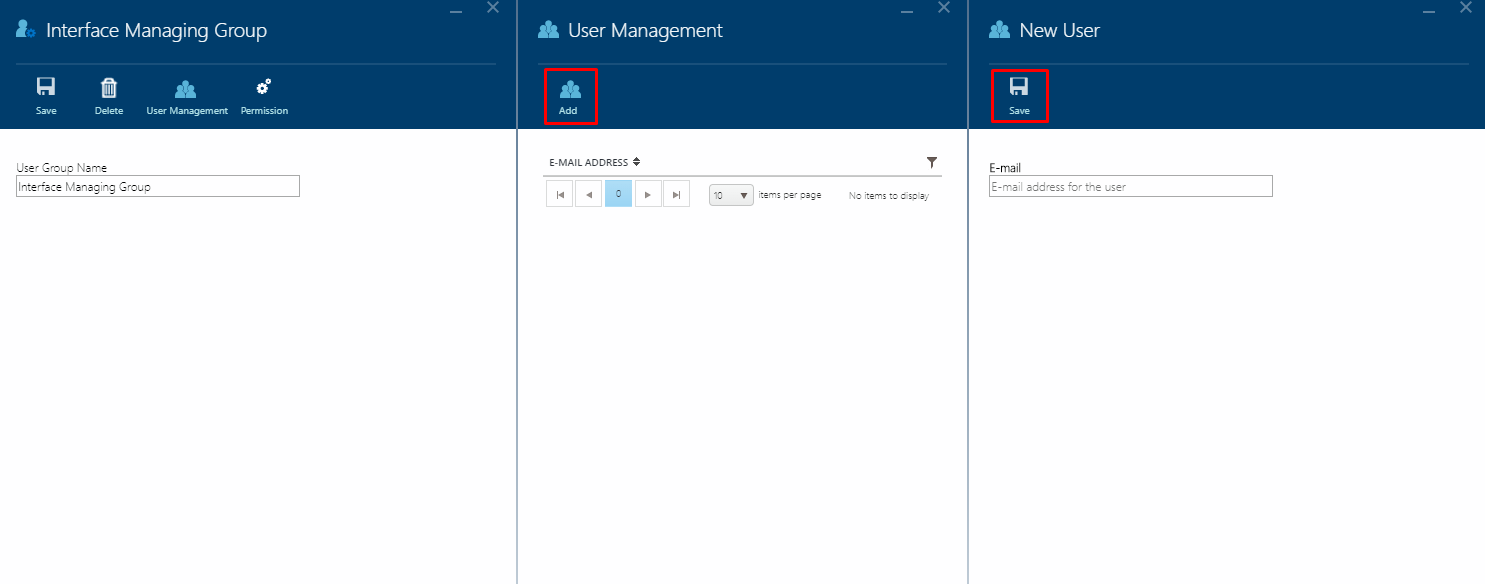 Interface Managing Group
Save
Delete
User Management
Permission
User Group Name
Interface Managing Group
User Management
Add
E-MAIL ADDRESS
0
10
items per page
No items to display
New User
Save
E-mail
E-mail address for the user